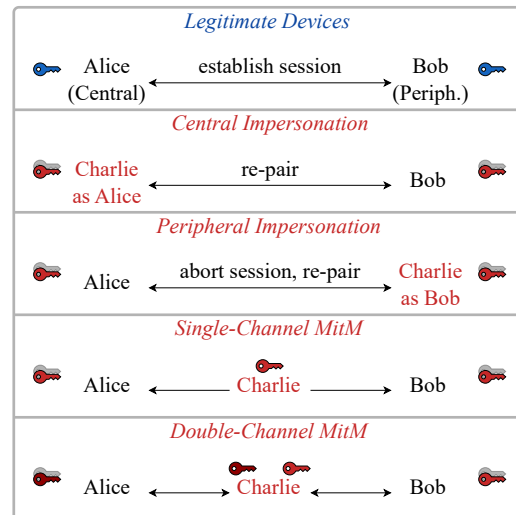 Legitimate Devices
Alice establish session Bob
(Central) (Periph.)
Central Impersonation
Charlie re-pair Bob
as Alice
Peripheral Impersonation
Alice abort session, re-pair Charlie
as Bob
Single-Channel MitM
Alice Charlie Bob
Double-Channel MitM
Alice Charlie Bob